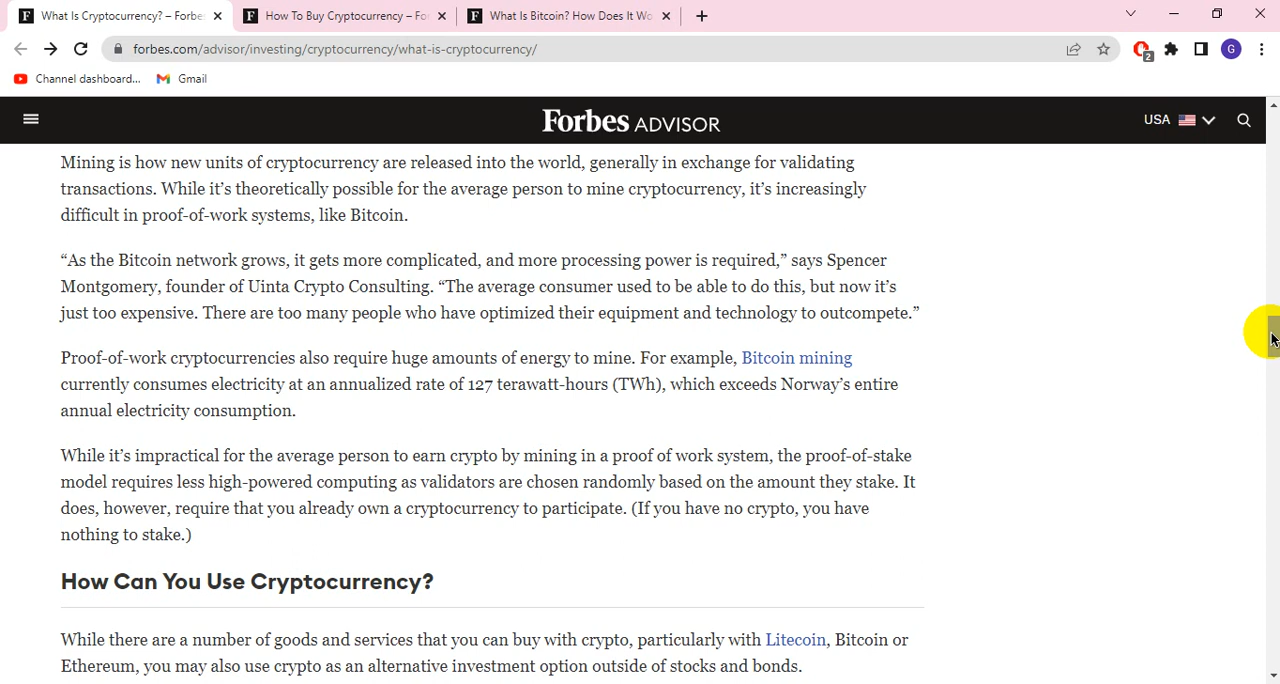 What Is Cryptocurrency? – Forbe
How To Buy Cryptocurrency – Fo
What Is Bitcoin? How Does It Wo
forbes.com/advisor/investing/cryptocurrency/what-is-cryptocurrency/
2
G
Channel dashboard...
Gmail
Forbes ADVISOR
USA
Mining is how new units of cryptocurrency are released into the world, generally in exchange for validating
transactions. While it’s theoretically possible for the average person to mine cryptocurrency, it’s increasingly
difficult in proof-of-work systems, like Bitcoin.
“As the Bitcoin network grows, it gets more complicated, and more processing power is required,” says Spencer
Montgomery, founder of Uinta Crypto Consulting. “The average consumer used to be able to do this, but now it’s
just too expensive. There are too many people who have optimized their equipment and technology to outcompete.”
Proof-of-work cryptocurrencies also require huge amounts of energy to mine. For example, Bitcoin mining
currently consumes electricity at an annualized rate of 127 terawatt-hours (TWh), which exceeds Norway’s entire
annual electricity consumption.
While it’s impractical for the average person to earn crypto by mining in a proof of work system, the proof-of-stake
model requires less high-powered computing as validators are chosen randomly based on the amount they stake. It
does, however, require that you already own a cryptocurrency to participate. (If you have no crypto, you have
nothing to stake.)
How Can You Use Cryptocurrency?
While there are a number of goods and services that you can buy with crypto, particularly with Litecoin, Bitcoin or
Ethereum, you may also use crypto as an alternative investment option outside of stocks and bonds.